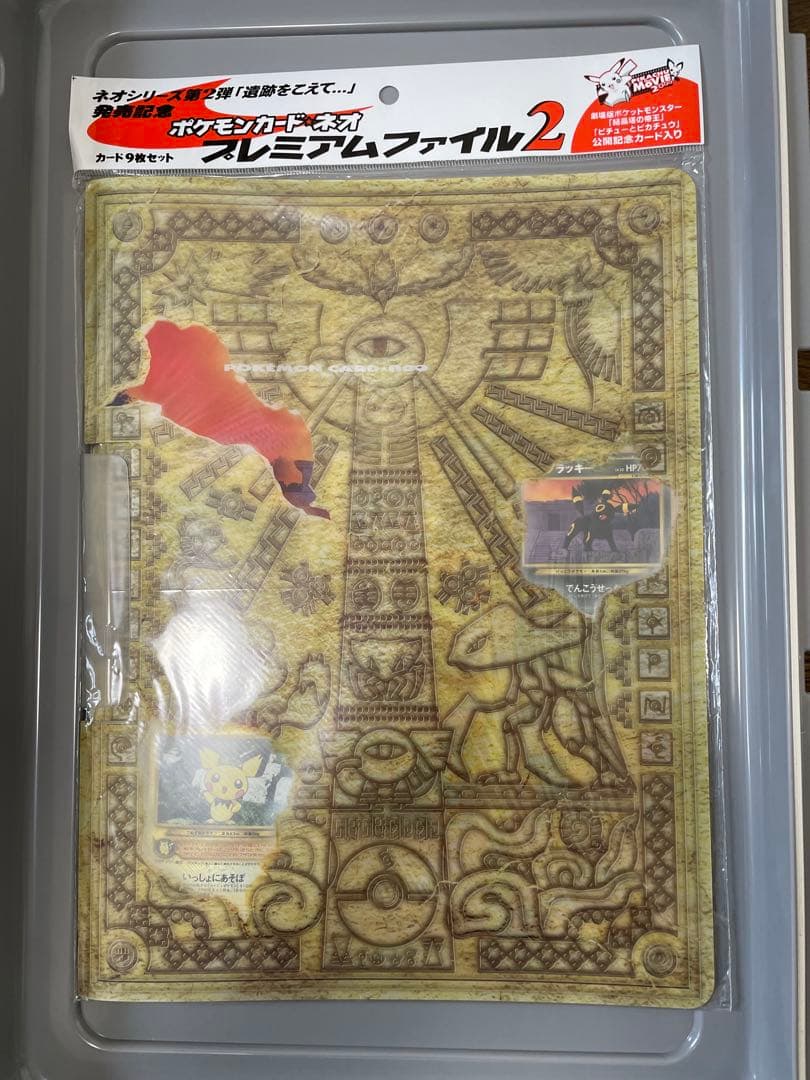 ネオシリーズ第2弾「遺跡をこえて…」
発売記念
ポケモンカード★ネオ
プレミアムファイル2
カード9枚セット
PIKACHU
MOVIE
劇場版ポケットモンスター
「結晶塔の帝王」
「ピチューとピカチュウ」
公開記念カード入り
POKÉMON CARD★neo
ラッキー
HP7
でんこうせっ
いっしょにあそぼ